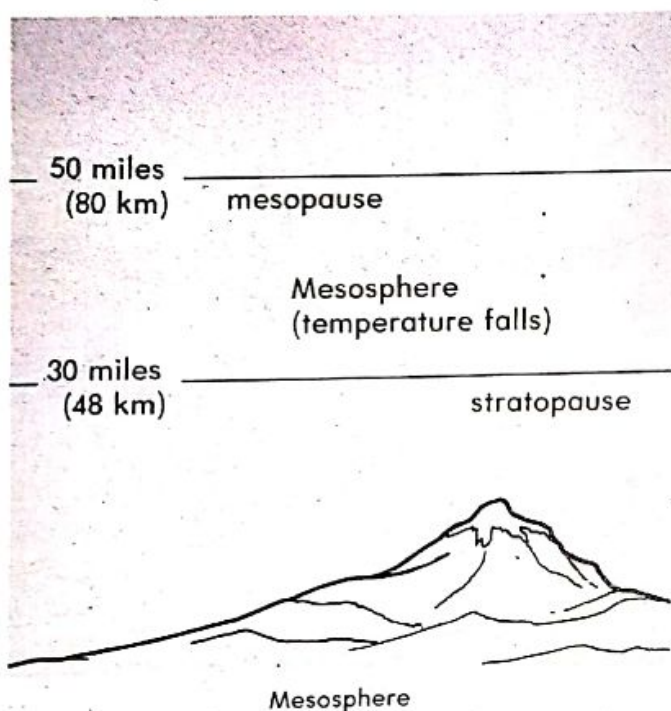 50 miles
(80 km)
mesopause
Mesosphere
(temperature falls)
30 miles
(48 km)
stratopause
Mesosphere